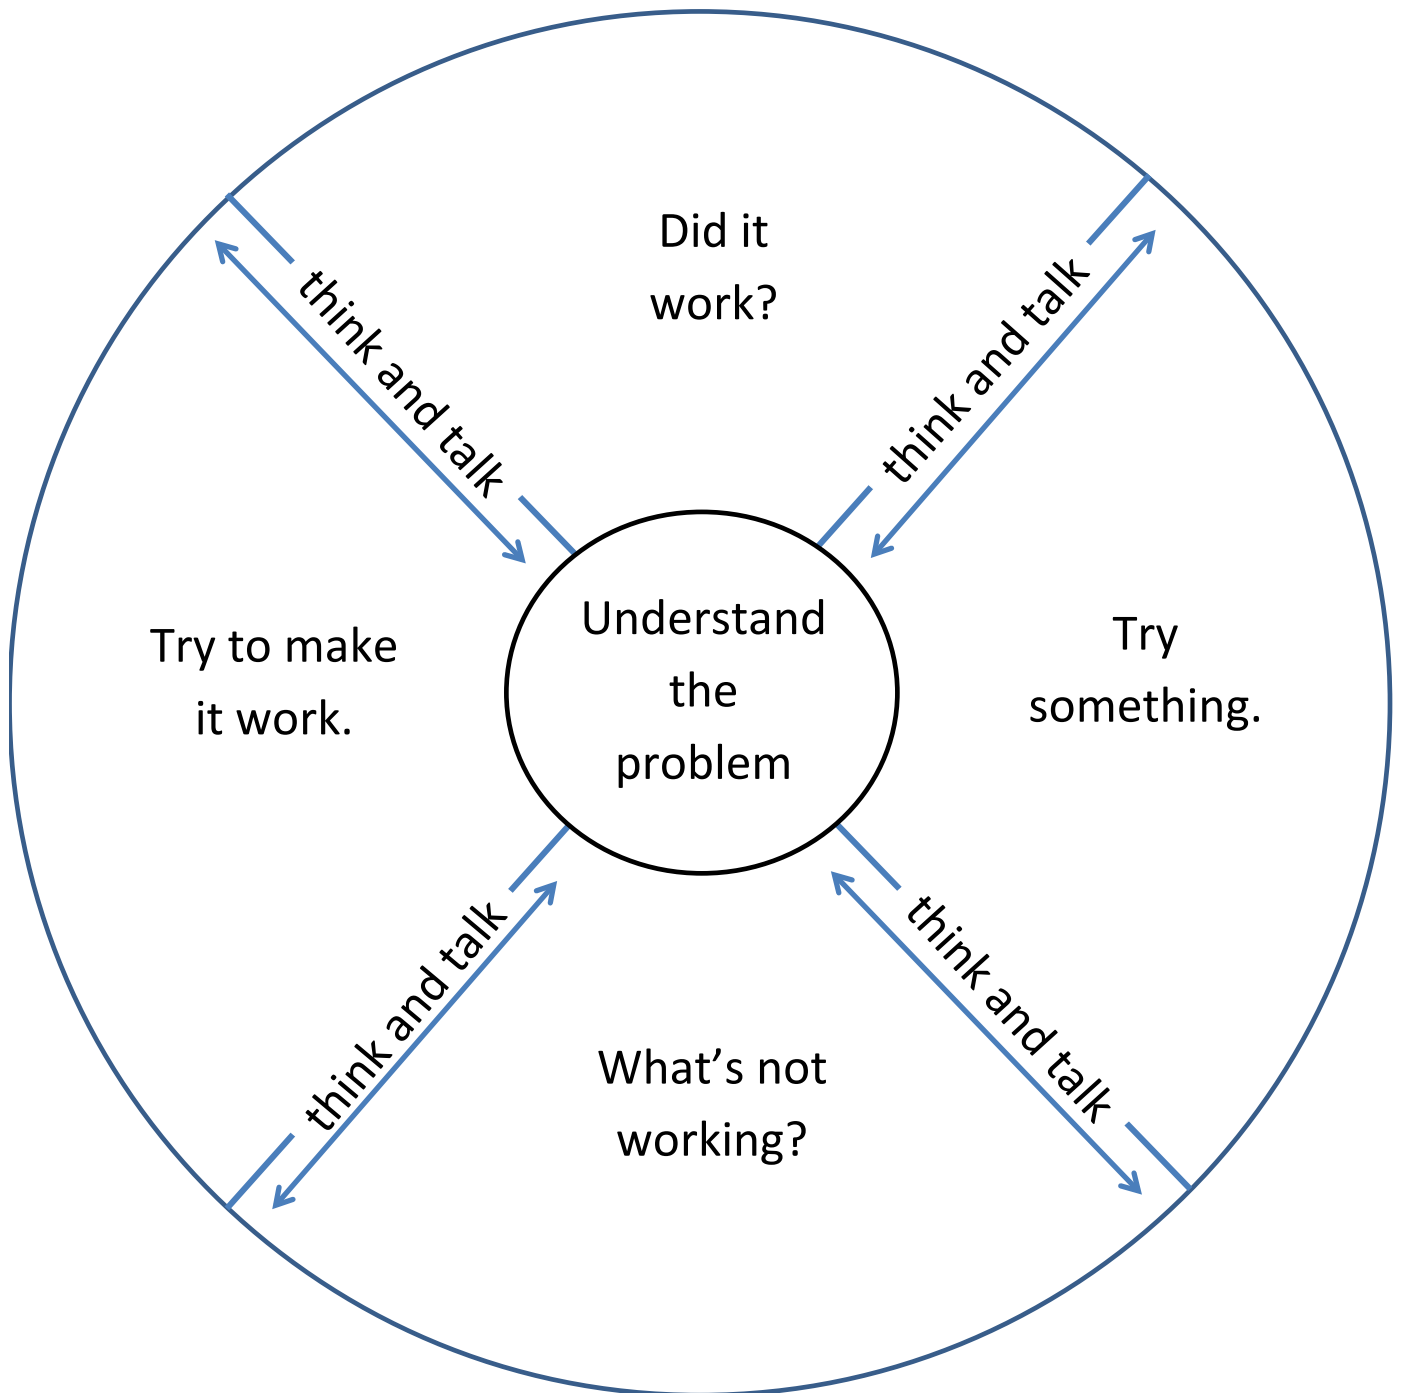 Did it
work?
think and talk
think and talk
Try to make
it work.
Understand
the
problem
Try
something.
think and talk
think and talk
What’s not
working?